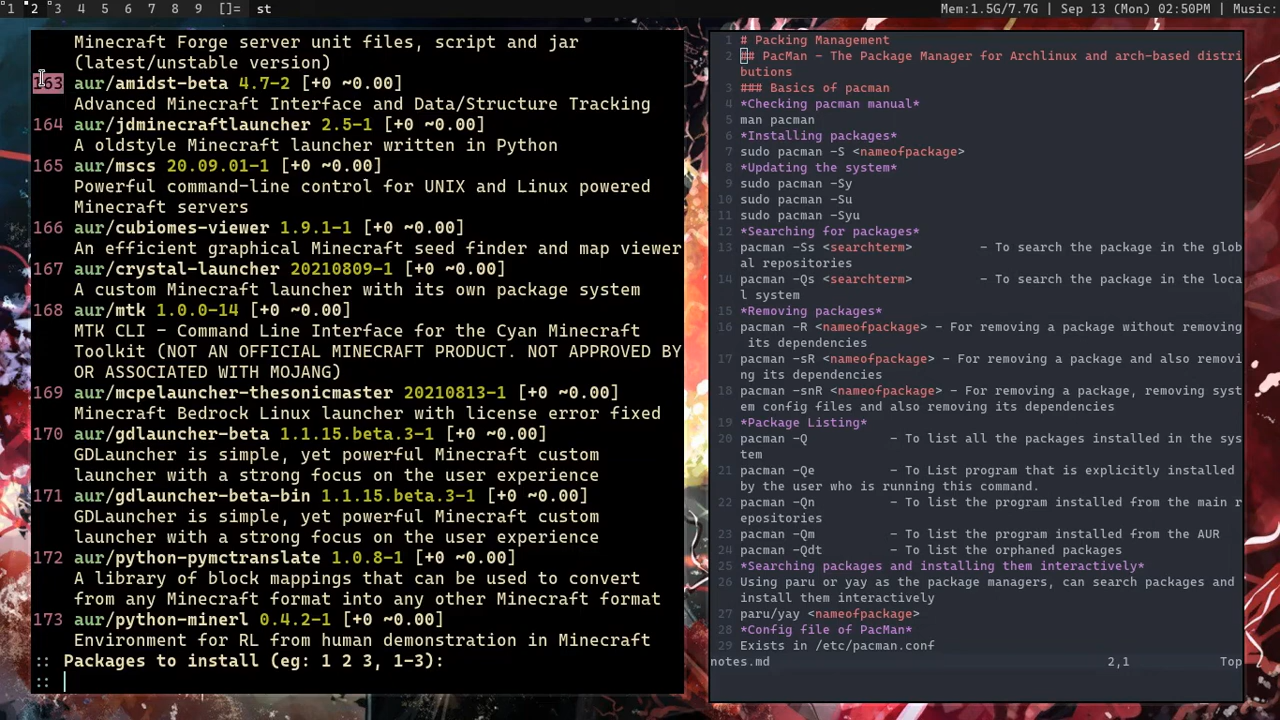 1 2 3 4 5 6 7 8 9 []= st
Mem:1.5G/7.7G | Sep 13 (Mon) 02:50PM | Music:
Minecraft Forge server unit files, script and jar
(latest/unstable version)
163 aur/amidst-beta 4.7-2 [+0 ~0.00]
Advanced Minecraft Interface and Data/Structure Tracking
164 aur/jdminecraftlauncher 2.5-1 [+0 ~0.00]
A oldstyle Minecraft launcher written in Python
165 aur/mscs 20.09.01-1 [+0 ~0.00]
Powerful command-line control for UNIX and Linux powered
Minecraft servers
166 aur/cubiomes-viewer 1.9.1-1 [+0 ~0.00]
An efficient graphical Minecraft seed finder and map viewer
167 aur/crystal-launcher 20210809-1 [+0 ~0.00]
A custom Minecraft launcher with its own package system
168 aur/mtk 1.0.0-14 [+0 ~0.00]
MTK CLI - Command Line Interface for the Cyan Minecraft
Toolkit (NOT AN OFFICIAL MINECRAFT PRODUCT. NOT APPROVED BY
OR ASSOCIATED WITH MOJANG)
169 aur/mcpelauncher-thesonicmaster 20210813-1 [+0 ~0.00]
Minecraft Bedrock Linux launcher with license error fixed
170 aur/gdlauncher-beta 1.1.15.beta.3-1 [+0 ~0.00]
GDLauncher is simple, yet powerful Minecraft custom
launcher with a strong focus on the user experience
171 aur/gdlauncher-beta-bin 1.1.15.beta.3-1 [+0 ~0.00]
GDLauncher is simple, yet powerful Minecraft custom
launcher with a strong focus on the user experience
172 aur/python-pymctranslate 1.0.8-1 [+0 ~0.00]
A library of block mappings that can be used to convert
from any Minecraft format into any other Minecraft format
173 aur/python-minerl 0.4.2-1 [+0 ~0.00]
Environment for RL from human demonstration in Minecraft
:: Packages to install (eg: 1 2 3, 1-3):
::
1 # Packing Management
2 ## PacMan - The Package Manager for Archlinux and arch-based distri
butions
3 ### Basics of pacman
4 *Checking pacman manual*
5 man pacman
6 *Installing packages*
7 sudo pacman -S <nameofpackage>
8 *Updating the system*
9 sudo pacman -Sy
10 sudo pacman -Su
11 sudo pacman -Syu
12 *Searching for packages*
13 pacman -Ss <searchterm> - To search the package in the glob
al repositories
14 pacman -Qs <searchterm> - To search the package in the loca
l system
15 *Removing packages*
16 pacman -R <nameofpackage> - For removing a package without removing
its dependencies
17 pacman -sR <nameofpackage> - For removing a package and also removi
ng its dependencies
18 pacman -snR <nameofpackage> - For removing a package, removing syst
em config files and also removing its dependencies
19 *Package Listing*
20 pacman -Q - To list all the packages installed in the sys
tem
21 pacman -Qe - To List program that is explicitly installed
by the user who is running this command.
22 pacman -Qn - To list the program installed from the main r
epositories
23 pacman -Qm - To list the program installed from the AUR
24 pacman -Qdt - To list the orphaned packages
25 *Searching packages and installing them interactively*
26 Using paru or yay as the package managers, can search packages and
install them interactively
27 paru/yay <nameofpackage>
28 *Config file of PacMan*
29 Exists in /etc/pacman.conf
notes.md 2,1 Top